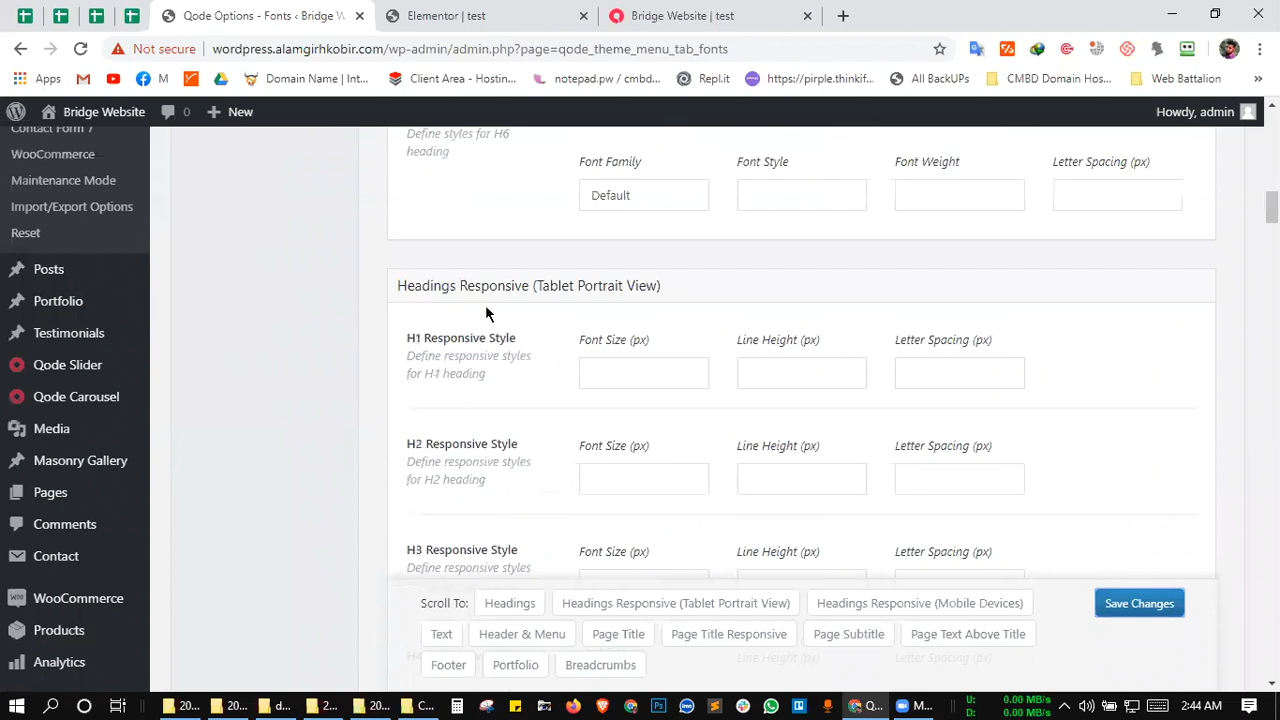 Qode Options - Fonts ‹ Bridge W
Elementor | test
Bridge Website | test
Not secure
wordpress.alamgirhkobir.com/wp-admin/admin.php?page=qode_theme_menu_tab_fonts
Apps
M
Domain Name | Int...
Client Area - Hostin...
notepad.pw / cmbd...
Replut
https://pirple.thinkif...
All BackUPs
CMBD Domain Hos...
Web Battalion
»
Bridge Website
0
New
Howdy, admin
Contact Form 7
WooCommerce
Maintenance Mode
Import/Export Options
Reset
Posts
Portfolio
Testimonials
Qode Slider
Qode Carousel
Media
Masonry Gallery
Pages
Comments
Contact
WooCommerce
Products
Analytics
Define styles for H6
heading
Font Family
Font Style
Font Weight
Letter Spacing (px)
Default
Headings Responsive (Tablet Portrait View)
H1 Responsive Style
Define responsive styles
for H1 heading
Font Size (px)
Line Height (px)
Letter Spacing (px)
H2 Responsive Style
Define responsive styles
for H2 heading
Font Size (px)
Line Height (px)
Letter Spacing (px)
H3 Responsive Style
Define responsive styles
Font Size (px)
Line Height (px)
Letter Spacing (px)
Scroll To:
Headings
Headings Responsive (Tablet Portrait View)
Headings Responsive (Mobile Devices)
Save Changes
Text
Header & Menu
Page Title
Page Title Responsive
Page Subtitle
Page Text Above Title
Line Height (px)
Letter Spacing (px)
Footer
Portfolio
Breadcrumbs
20...
20...
d...
2...
20...
C...
Q...
M...
U: 0.00 MB/s
D: 0.00 MB/s
2:44 AM